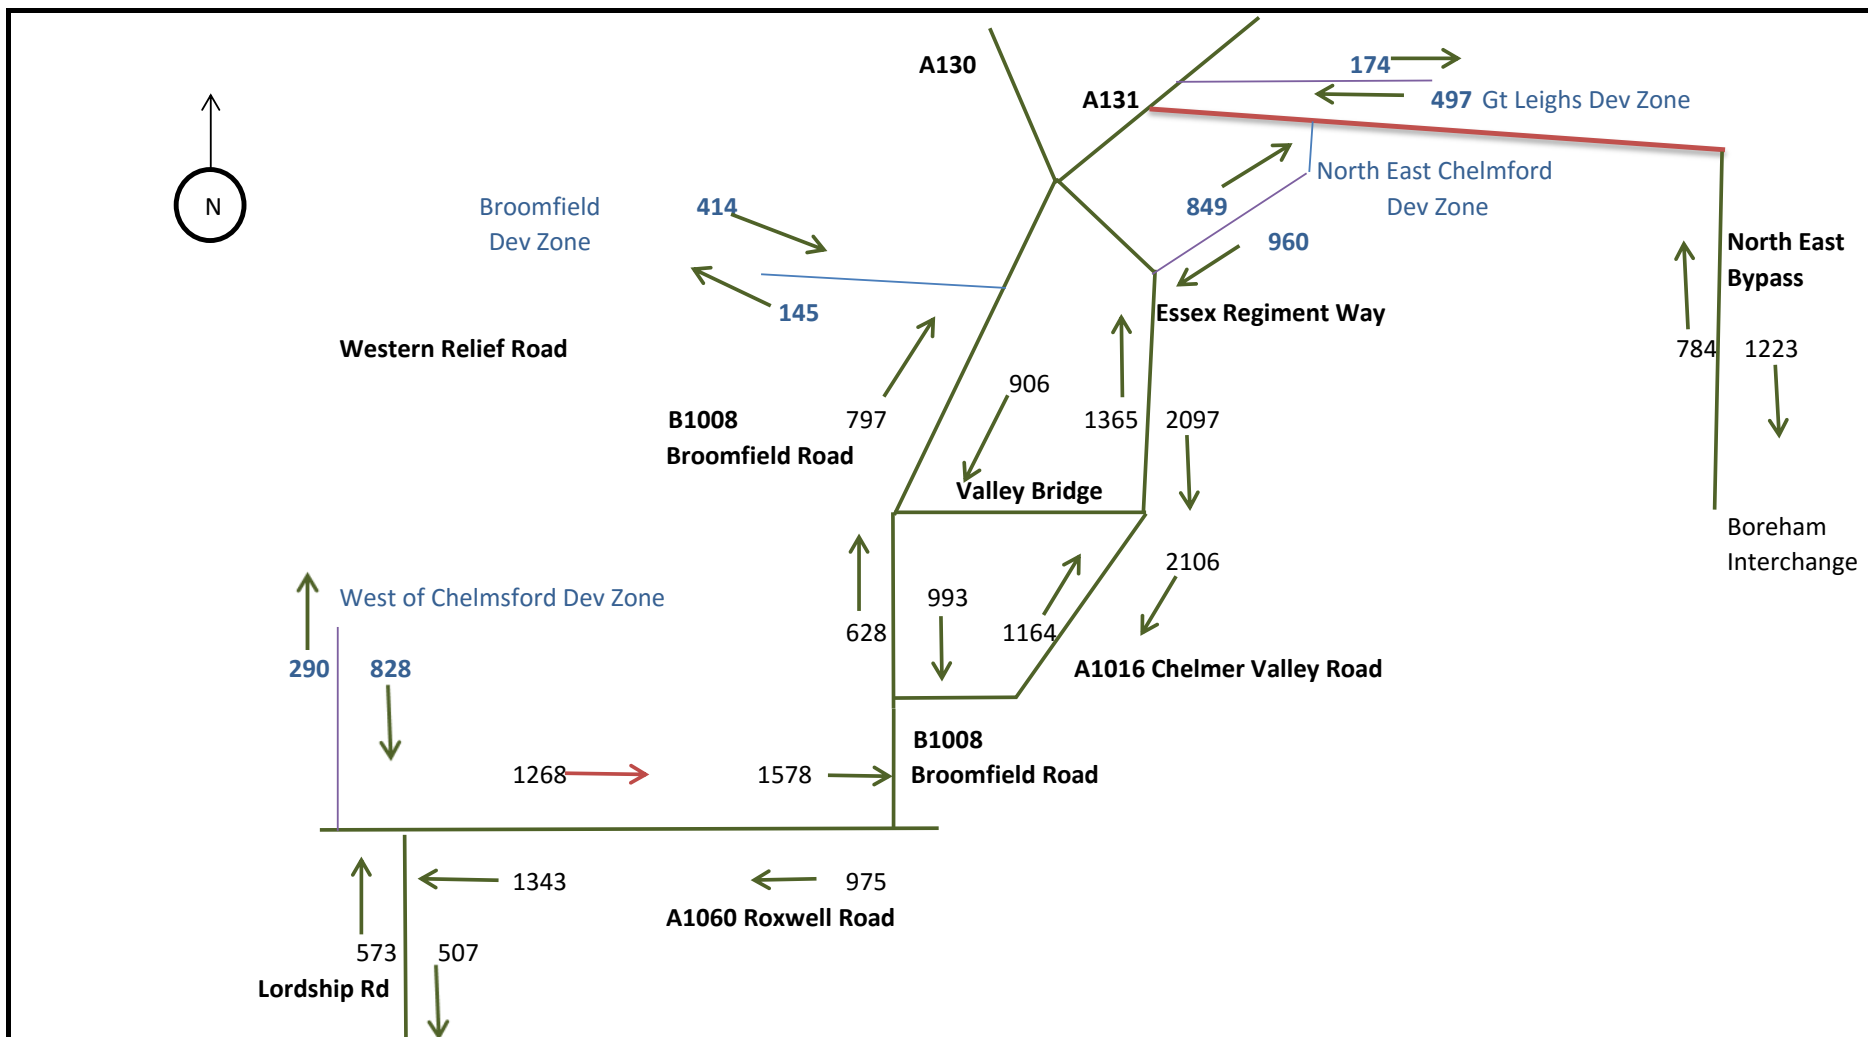 A130
174
A131
497 Gt Leighs Dev Zone
North East Chelmford
Dev Zone
N
Broomfield
Dev Zone
414
849
960
North East
Bypass
145
Essex Regiment Way
Western Relief Road
784
1223
906
B1008
Broomfield Road
797
1365
2097
Valley Bridge
Boreham
Interchange
2106
West of Chelmsford Dev Zone
993
628
1164
290
828
A1016 Chelmer Valley Road
B1008
Broomfield Road
1268
1578
1343
975
A1060 Roxwell Road
573
507
Lordship Rd